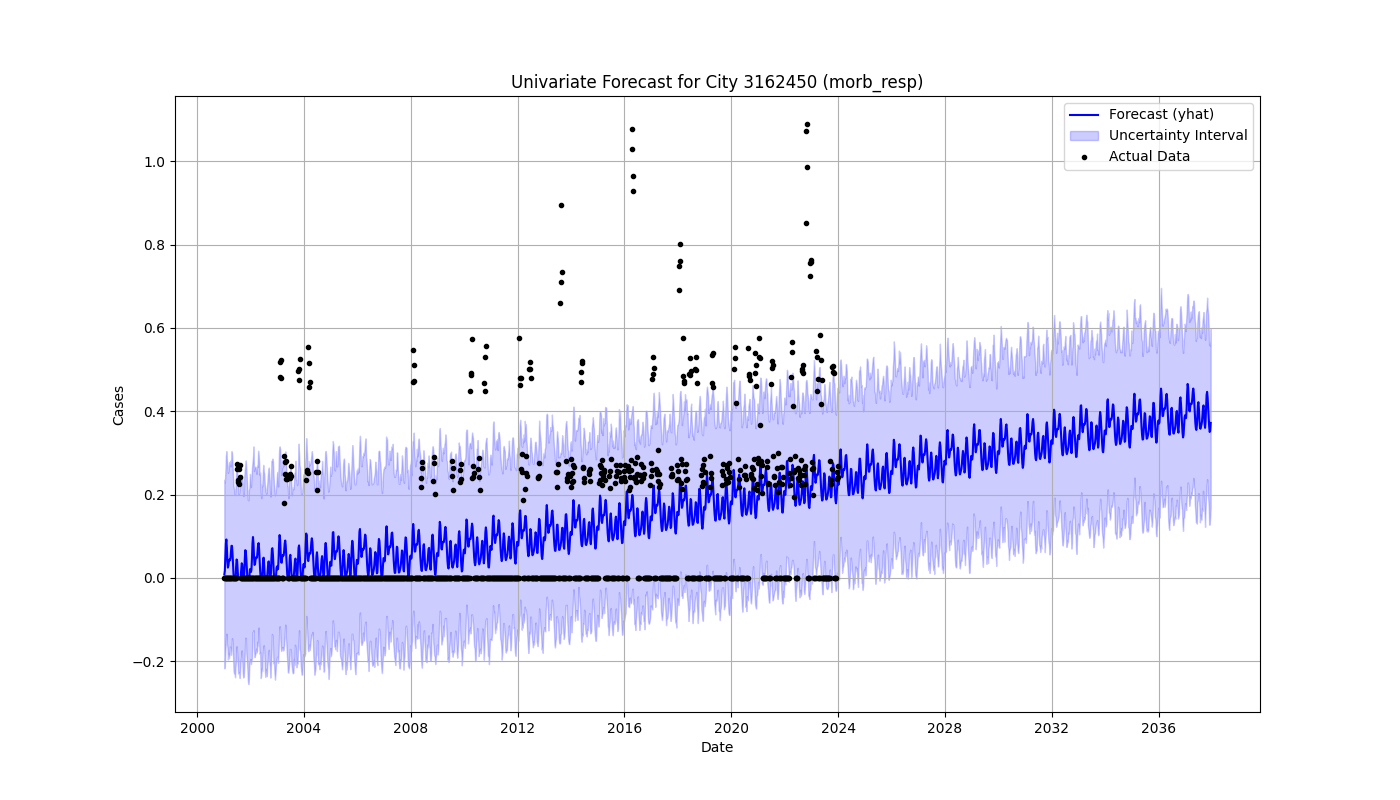 Univariate Forecast for City 3162450 (morb_resp)
Forecast (yhat)
Uncertainty Interval
Actual Data
Cases
1.0
0.8
0.6
0.4
0.2
0.0
−0.2
2000 2004 2008 2012 2016 2020 2024 2028 2032 2036
Date